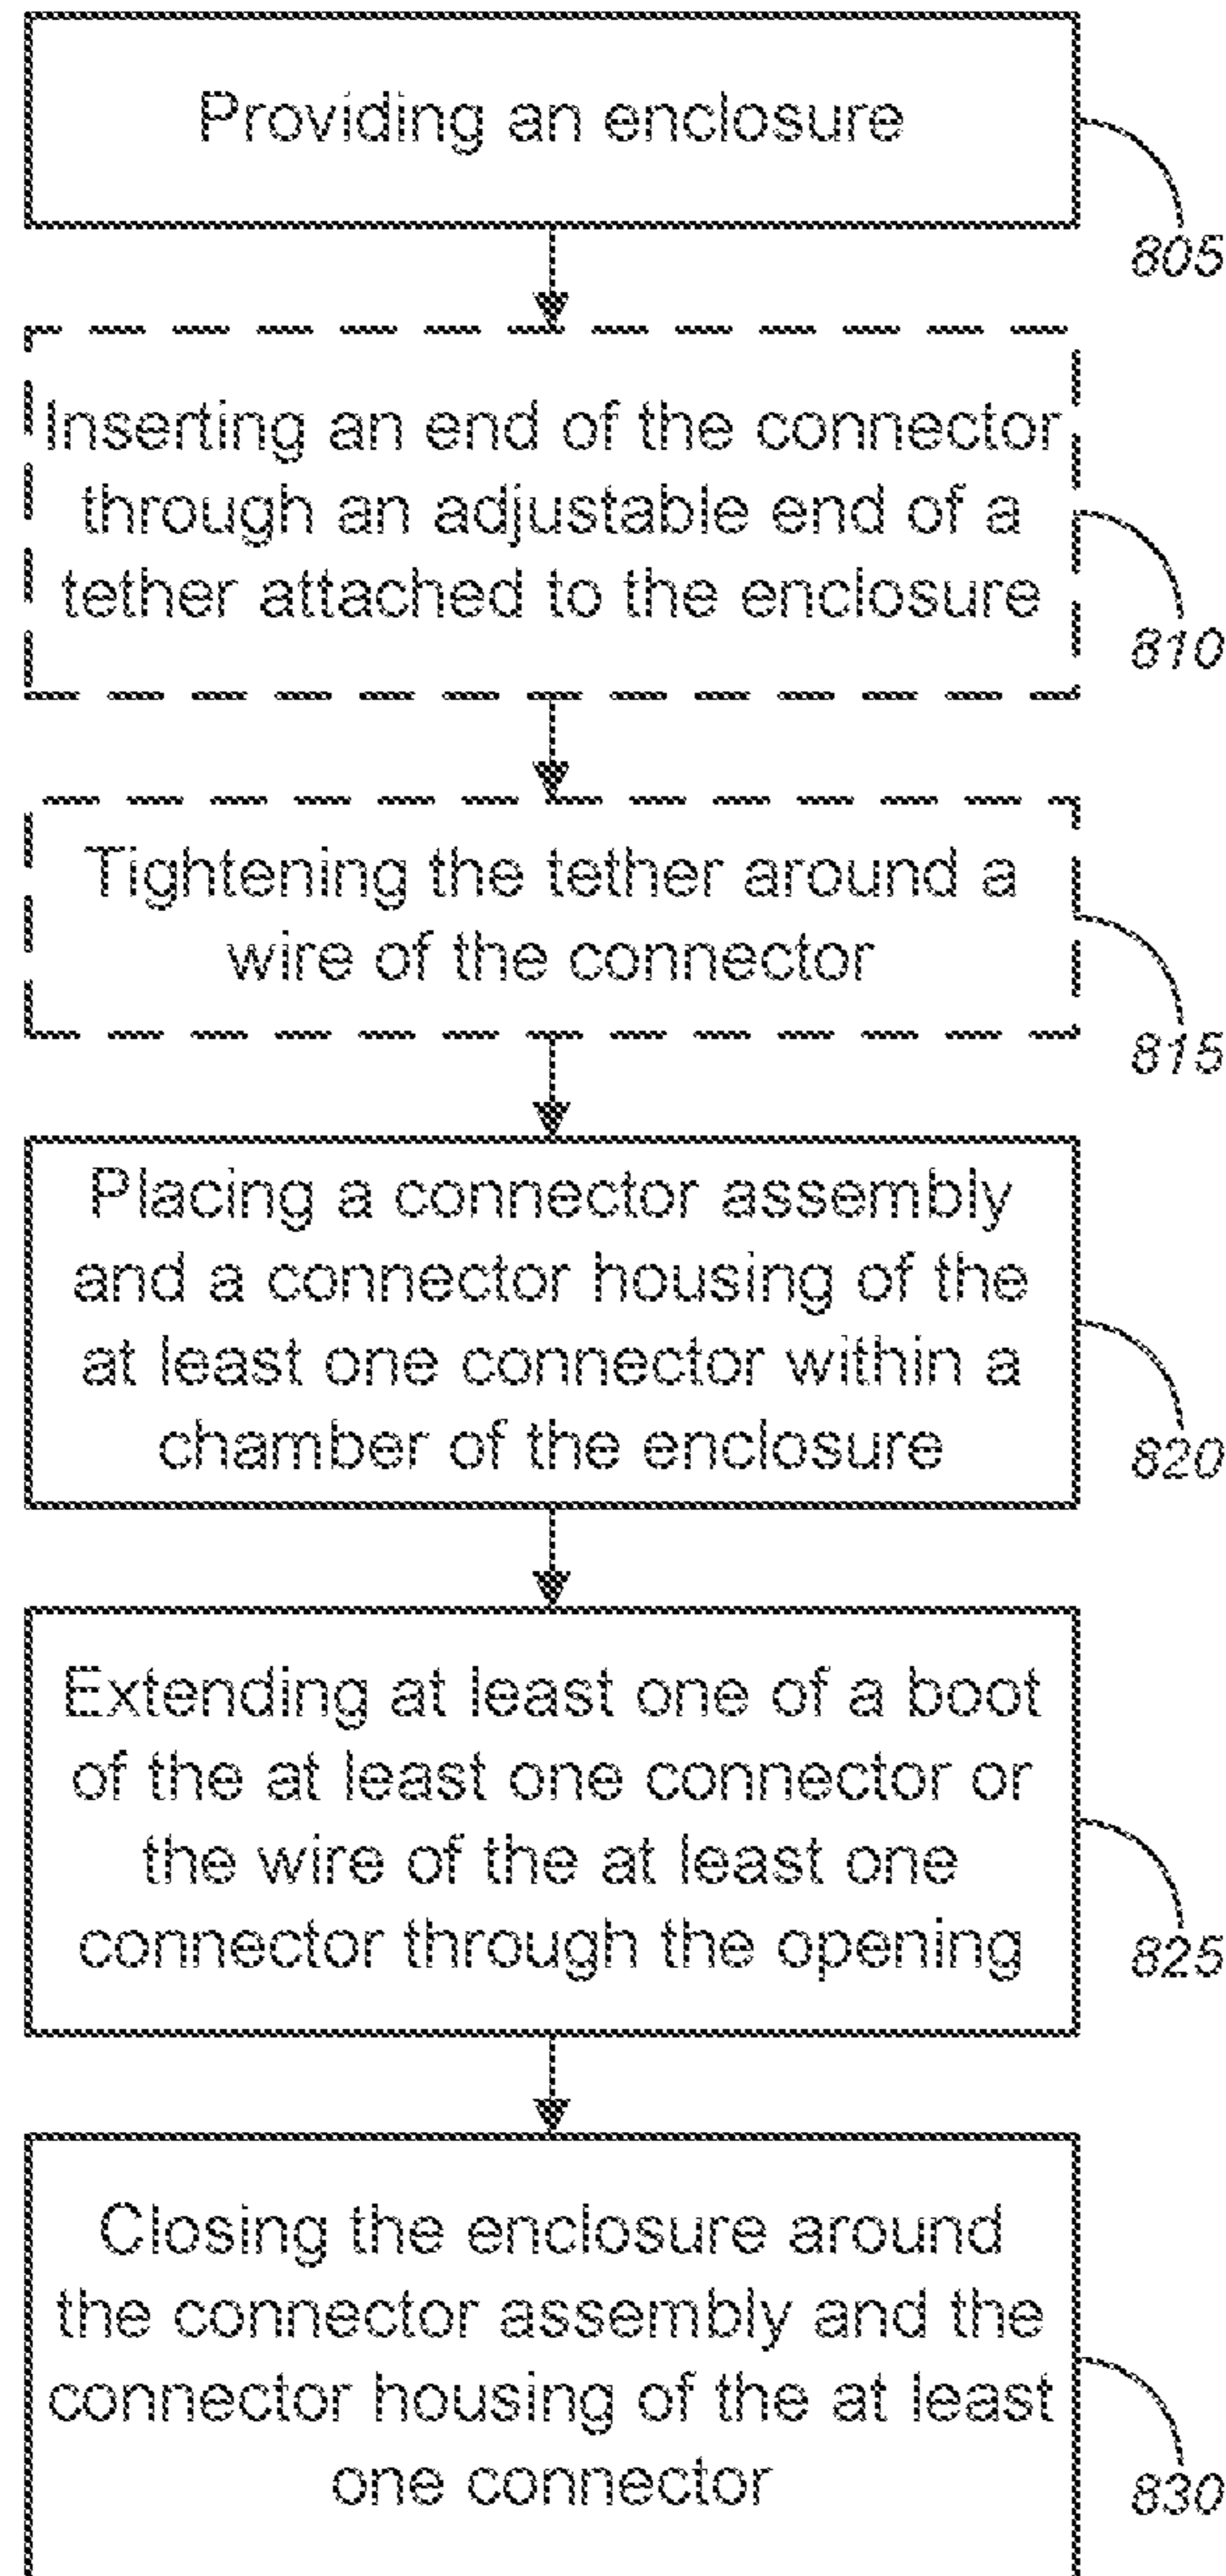 Providing an enclosure
805
Inserting an end of the connector
through an adjustable end of a
tether attached to the enclosure
810
Tightening the tether around a
wire of the connector
815
Placing a connector assembly
and a connector housing of the
at least one connector within a
chamber of the enclosure
820
Extending at least one of a boot
of the at least one connector or
the wire of the at least one
connector through the opening
825
Closing the enclosure around
the connector assembly and the
connector housing of the at least
one connector
830